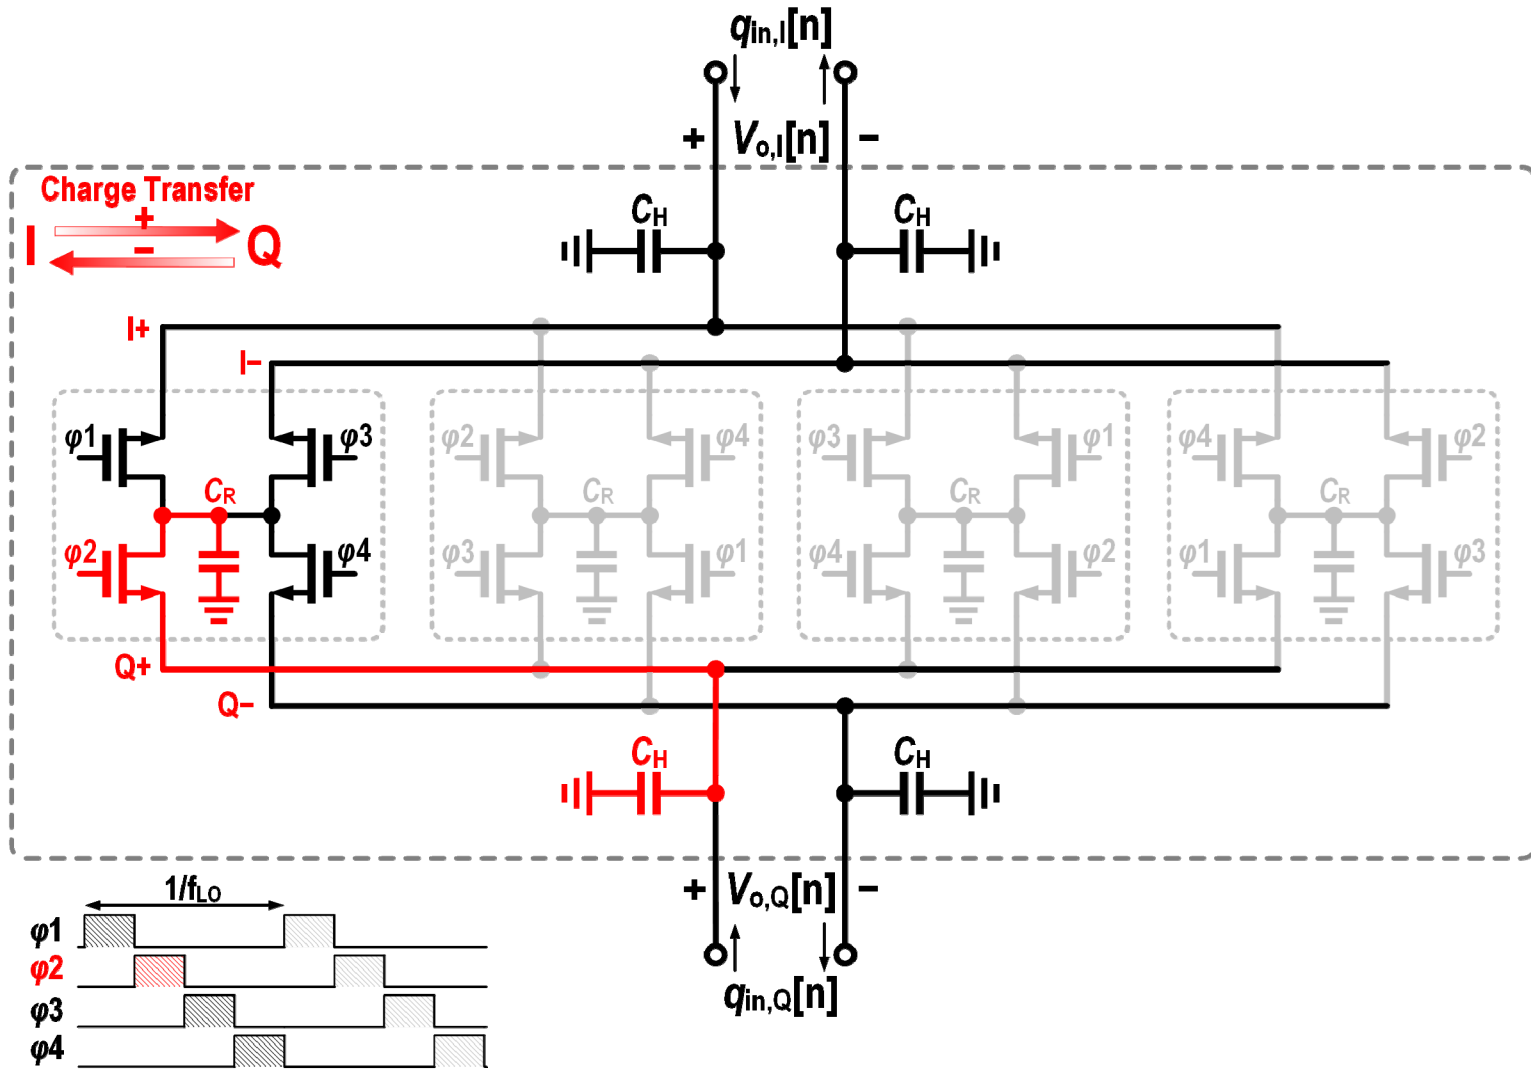 qin,I[n]
+ Vo,I[n] −
Charge Transfer
+
I − Q
CH CH
I+
I−
φ1 φ3 φ2 φ4 φ3 φ1 φ4 φ2
CR CR CR CR
φ2 φ4 φ3 φ1 φ4 φ2 φ1 φ3
Q+
Q−
CH CH
1/fLO
+ Vo,Q[n] −
φ1
φ2
qin,Q[n]
φ3
φ4